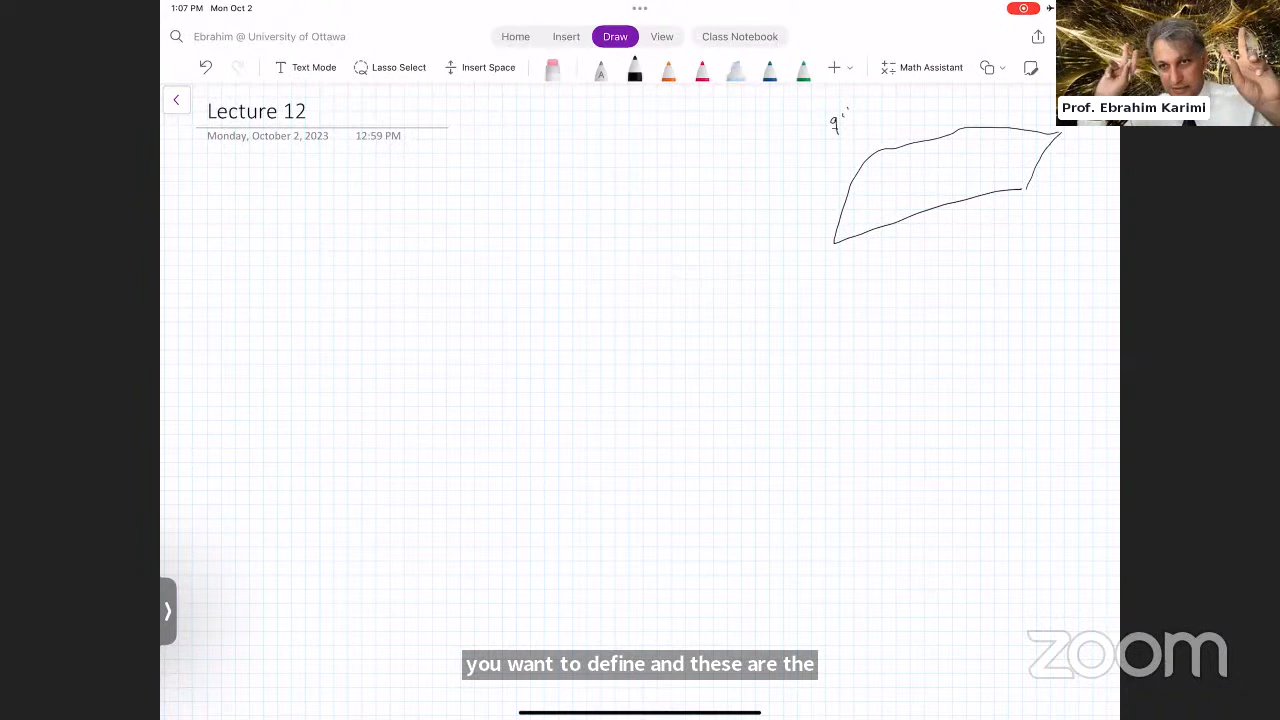 1:07 PM Mon Oct 2
Ebrahim @ University of Ottawa
Home Insert Draw View Class Notebook
Text Mode Lasso Select Insert Space A Math Assistant
Lecture 12
Monday, October 2, 2023 12:59 PM
Prof. Ebrahim Karimi
you want to define and these are the
zoom